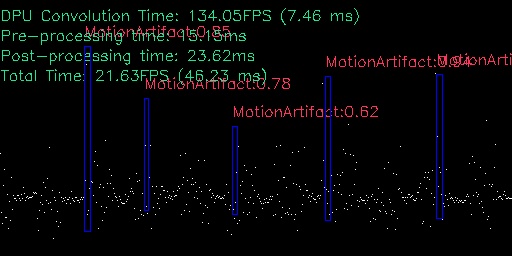 DPU Convolution Time: 134.05FPS (7.46 ms)
MotionArtifact:0.85
Pre-processing time: 15.15ms
Post-processing time: 23.62ms
MotionArtifact:0.94
MotionArti
Total Time: 21.63FPS (46.23 ms)
MotionArtifact:0.78
MotionArtifact:0.62